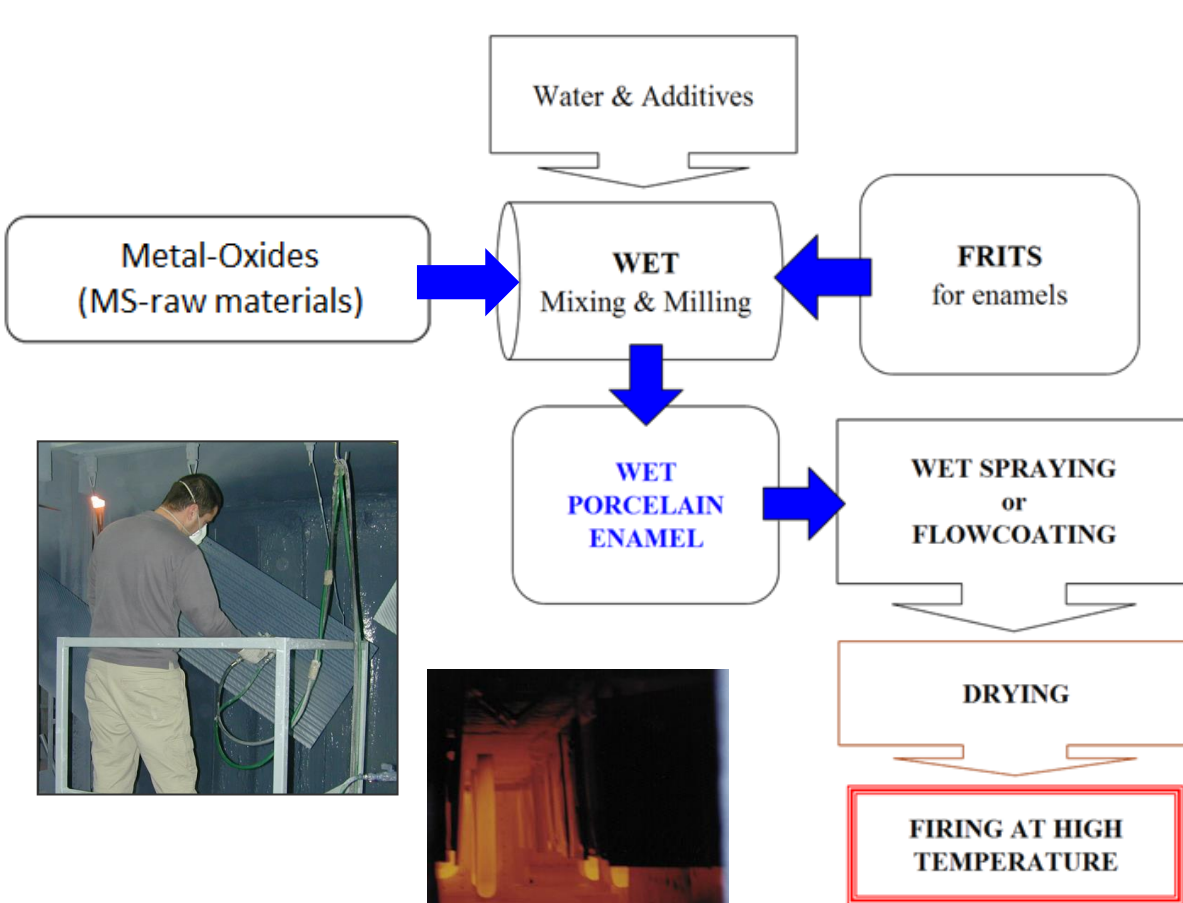 Water & Additives
Metal-Oxides
(MS-raw materials)
WET
Mixing & Milling
FRITS
for enamels
WET
PORCELAIN
ENAMEL
WET SPRAYING
or
FLOWCOATING
DRYING
FIRING AT HIGH
TEMPERATURE